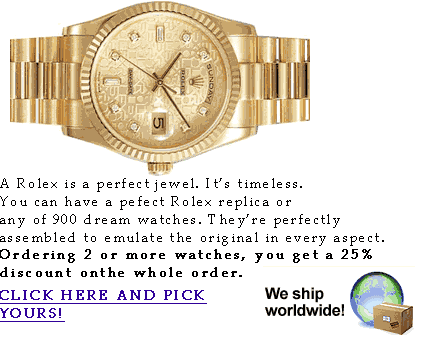 SUNDAY
ROLEX
5
A Rolex is a perfect jewel. It's timeless.
You can have a pefect Rolex replica or
any of 900 dream watches. They're perfectly
assembled to emulate the original in every aspect.
Ordering 2 or more watches, you get a 25%
discount onthe whole order.
CLICK HERE AND PICK
YOURS!
We ship
worldwide!